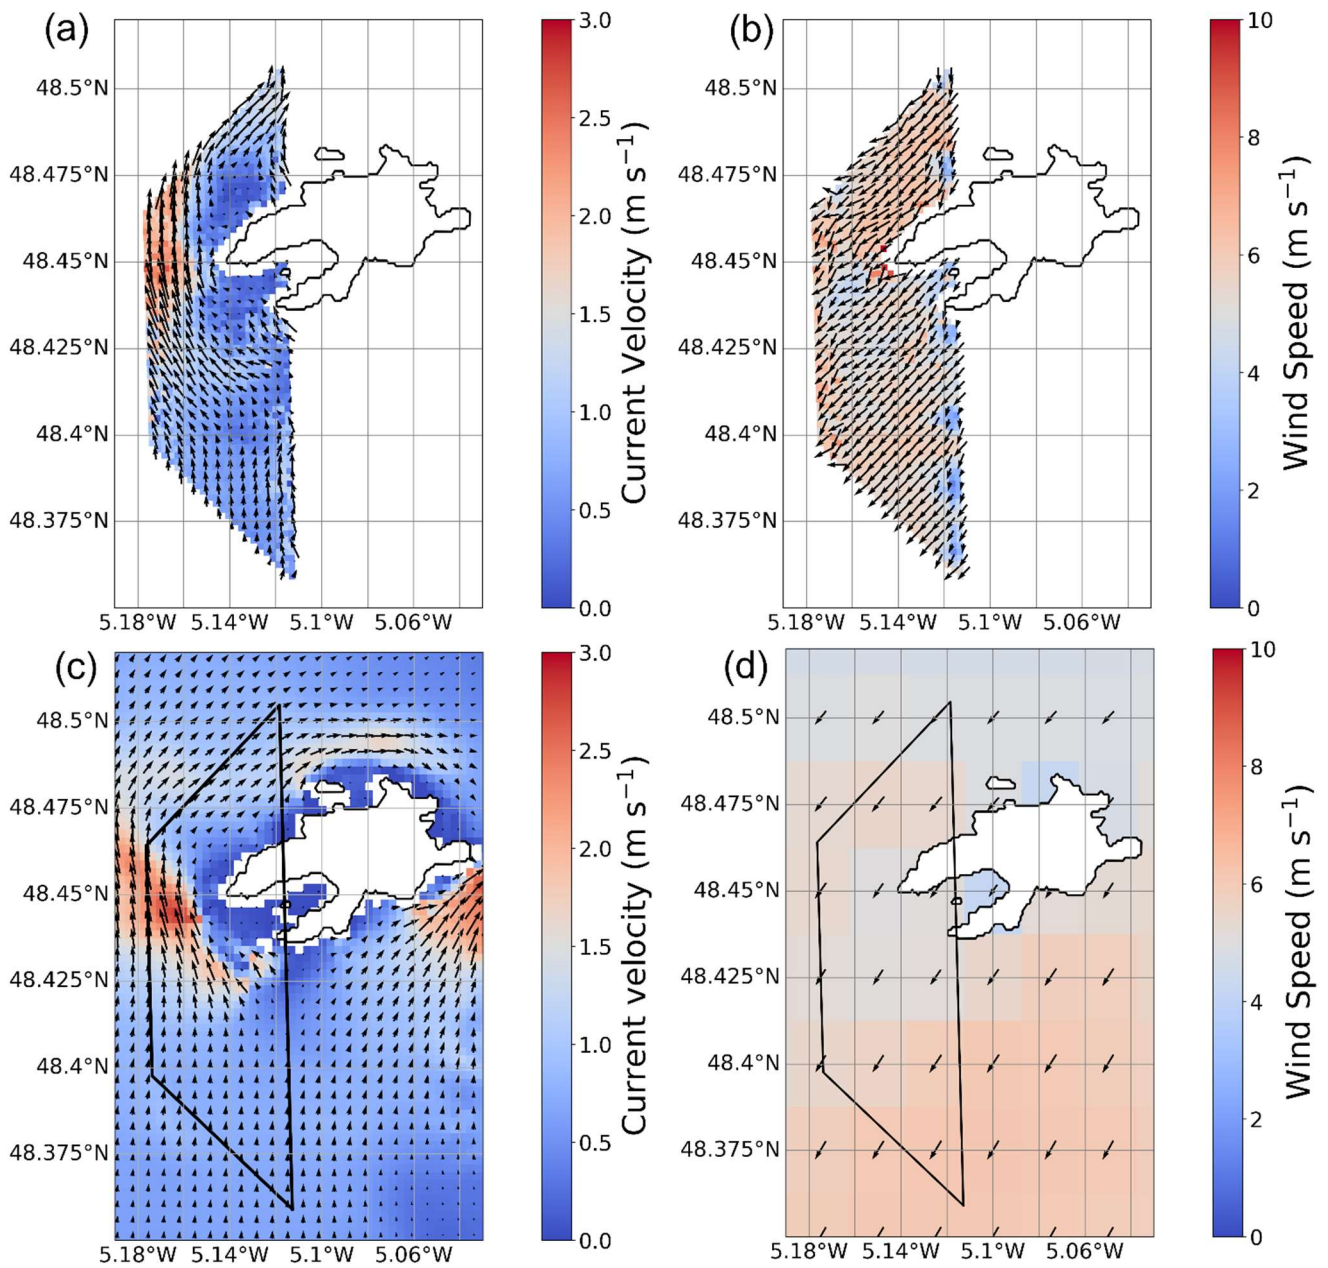 (a)
48.5°N
48.475°N
48.45°N
48.425°N
48.4°N
48.375°N
5.18°W 5.14°W 5.1°W 5.06°W
3.0
2.5
2.0
1.5
1.0
0.5
0.0
Current Velocity (m s⁻¹)
(b)
48.5°N
48.475°N
48.45°N
48.425°N
48.4°N
48.375°N
5.18°W 5.14°W 5.1°W 5.06°W
10
8
6
4
2
0
Wind Speed (m s⁻¹)
(c)
48.5°N
48.475°N
48.45°N
48.425°N
48.4°N
48.375°N
5.18°W 5.14°W 5.1°W 5.06°W
3.0
2.5
2.0
1.5
1.0
0.5
0.0
Current velocity (m s⁻¹)
(d)
48.5°N
48.475°N
48.45°N
48.425°N
48.4°N
48.375°N
5.18°W 5.14°W 5.1°W 5.06°W
10
8
6
4
2
0
Wind Speed (m s⁻¹)